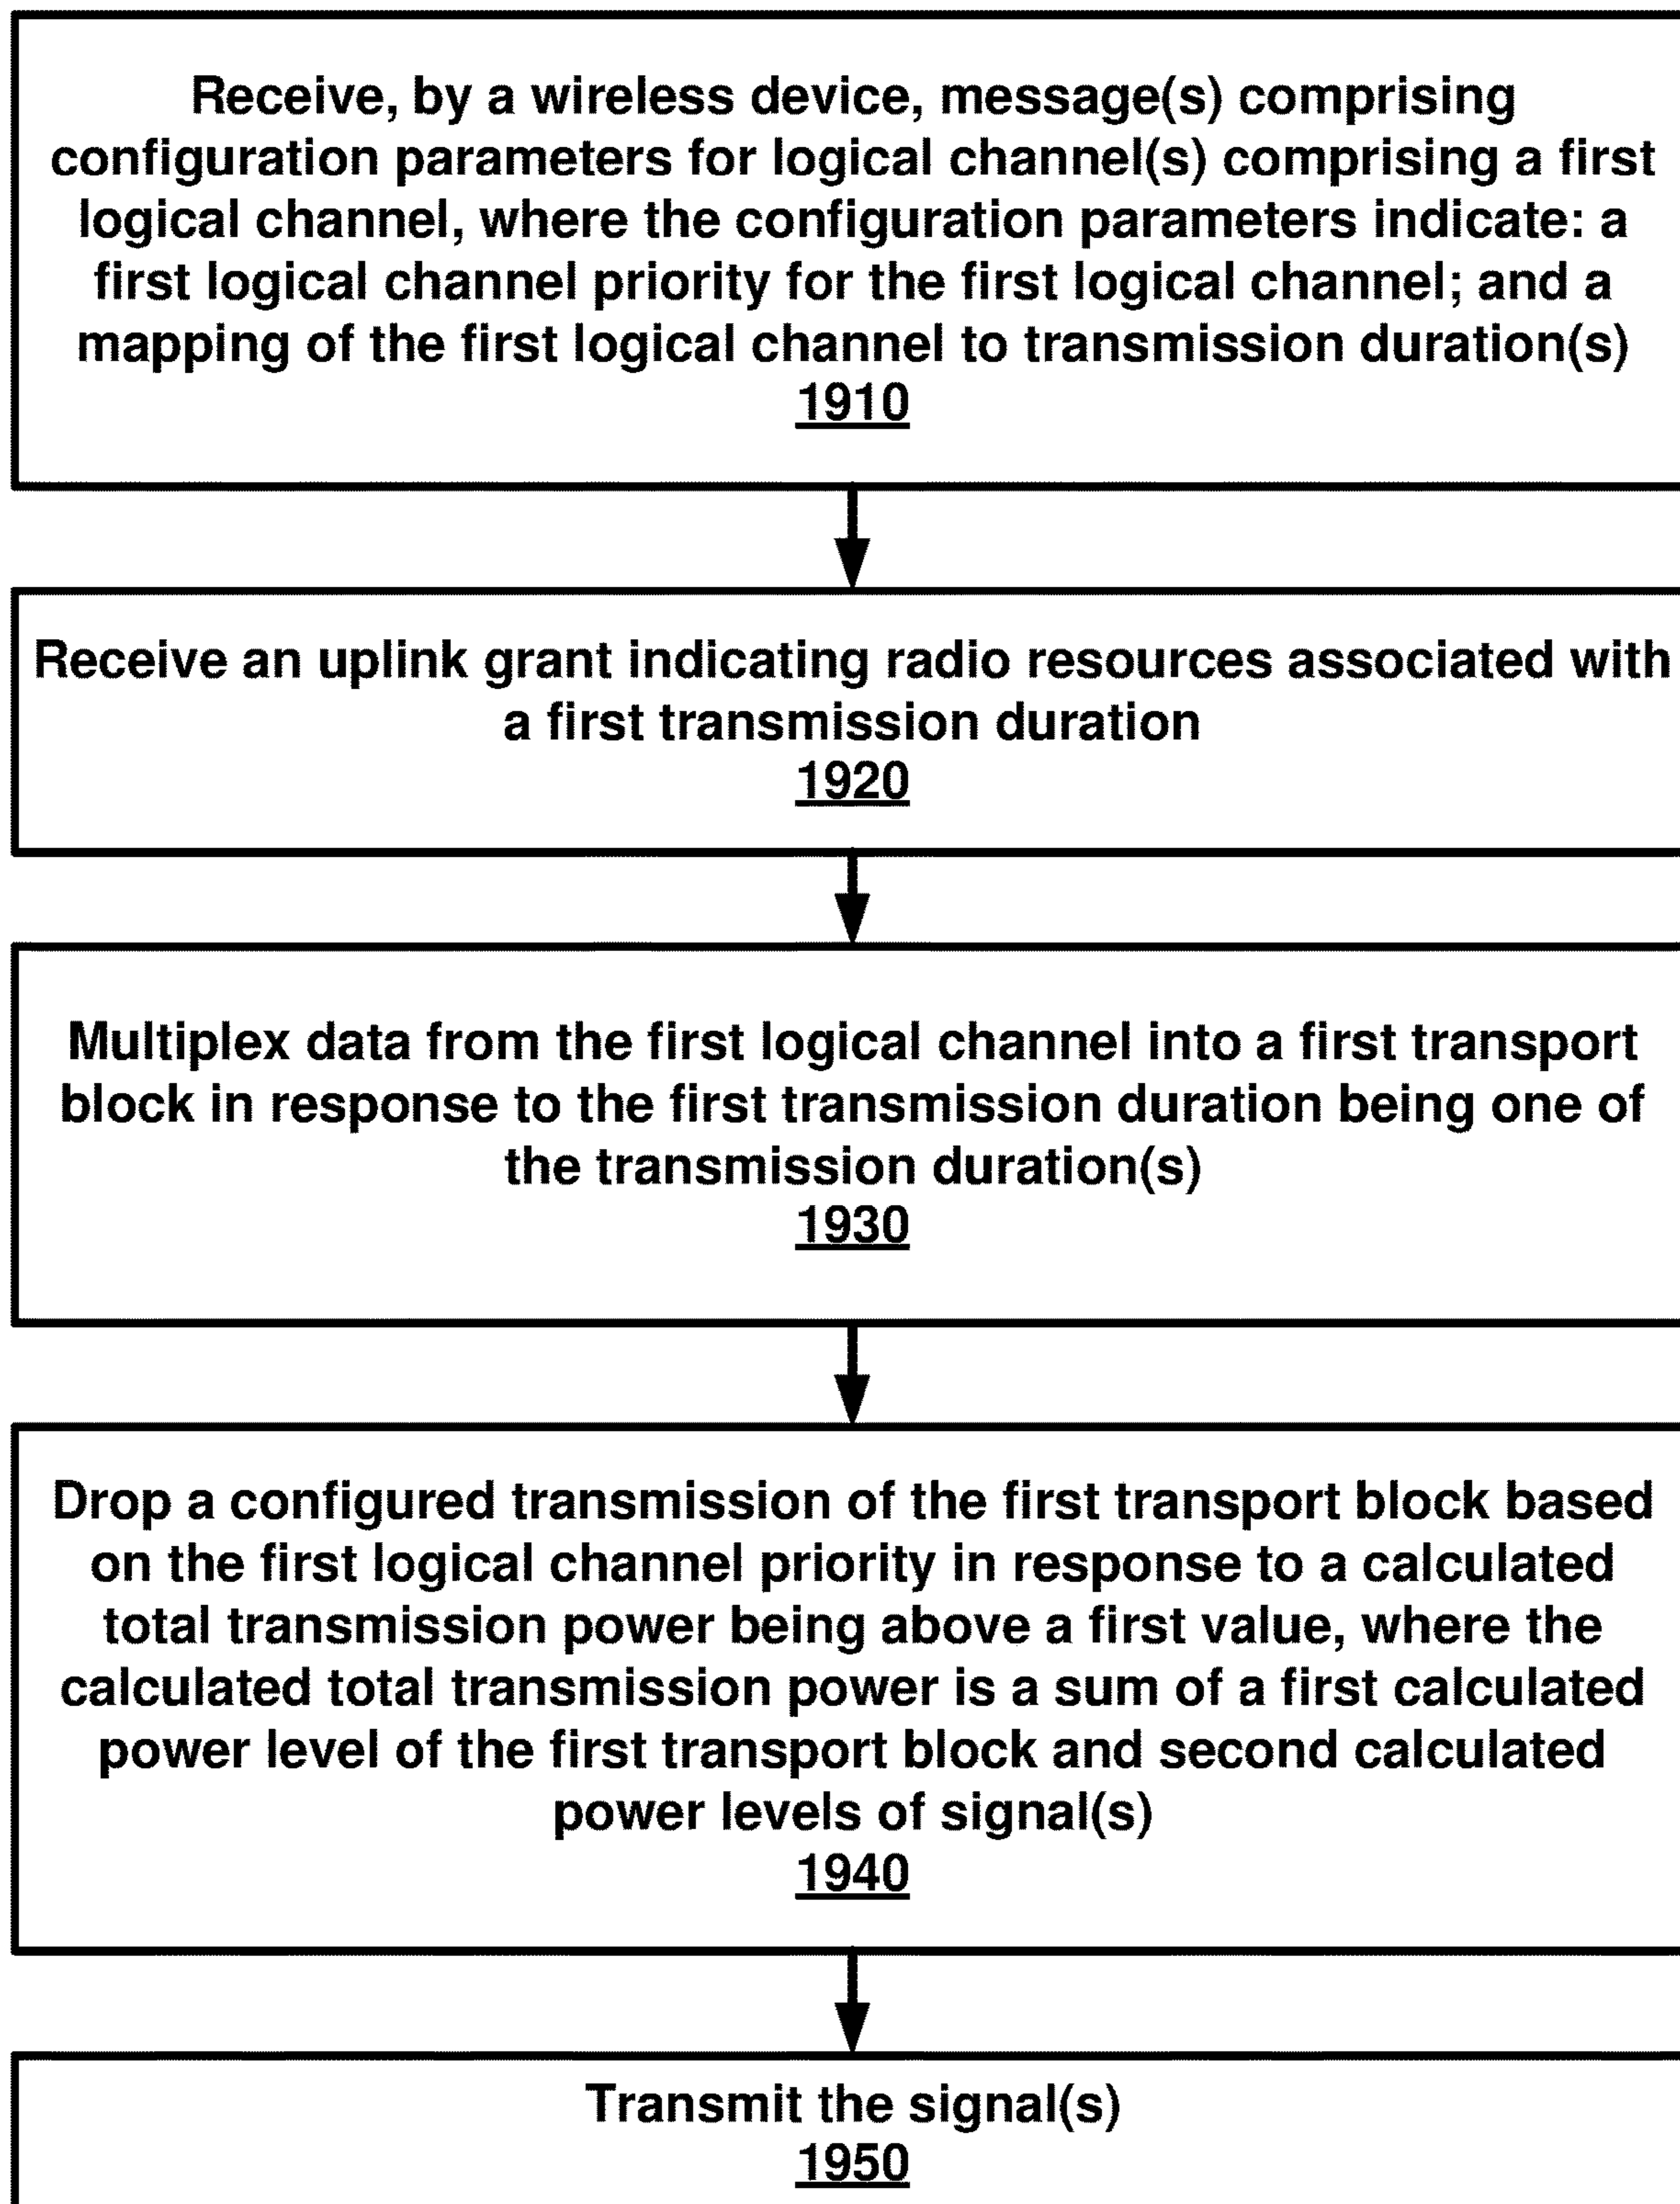 Receive, by a wireless device, message(s) comprising
configuration parameters for logical channel(s) comprising a first
logical channel, where the configuration parameters indicate: a
first logical channel priority for the first logical channel; and a
mapping of the first logical channel to transmission duration(s)
1910
Receive an uplink grant indicating radio resources associated with
a first transmission duration
1920
Multiplex data from the first logical channel into a first transport
block in response to the first transmission duration being one of
the transmission duration(s)
1930
Drop a configured transmission of the first transport block based
on the first logical channel priority in response to a calculated
total transmission power being above a first value, where the
calculated total transmission power is a sum of a first calculated
power level of the first transport block and second calculated
power levels of signal(s)
1940
Transmit the signal(s)
1950